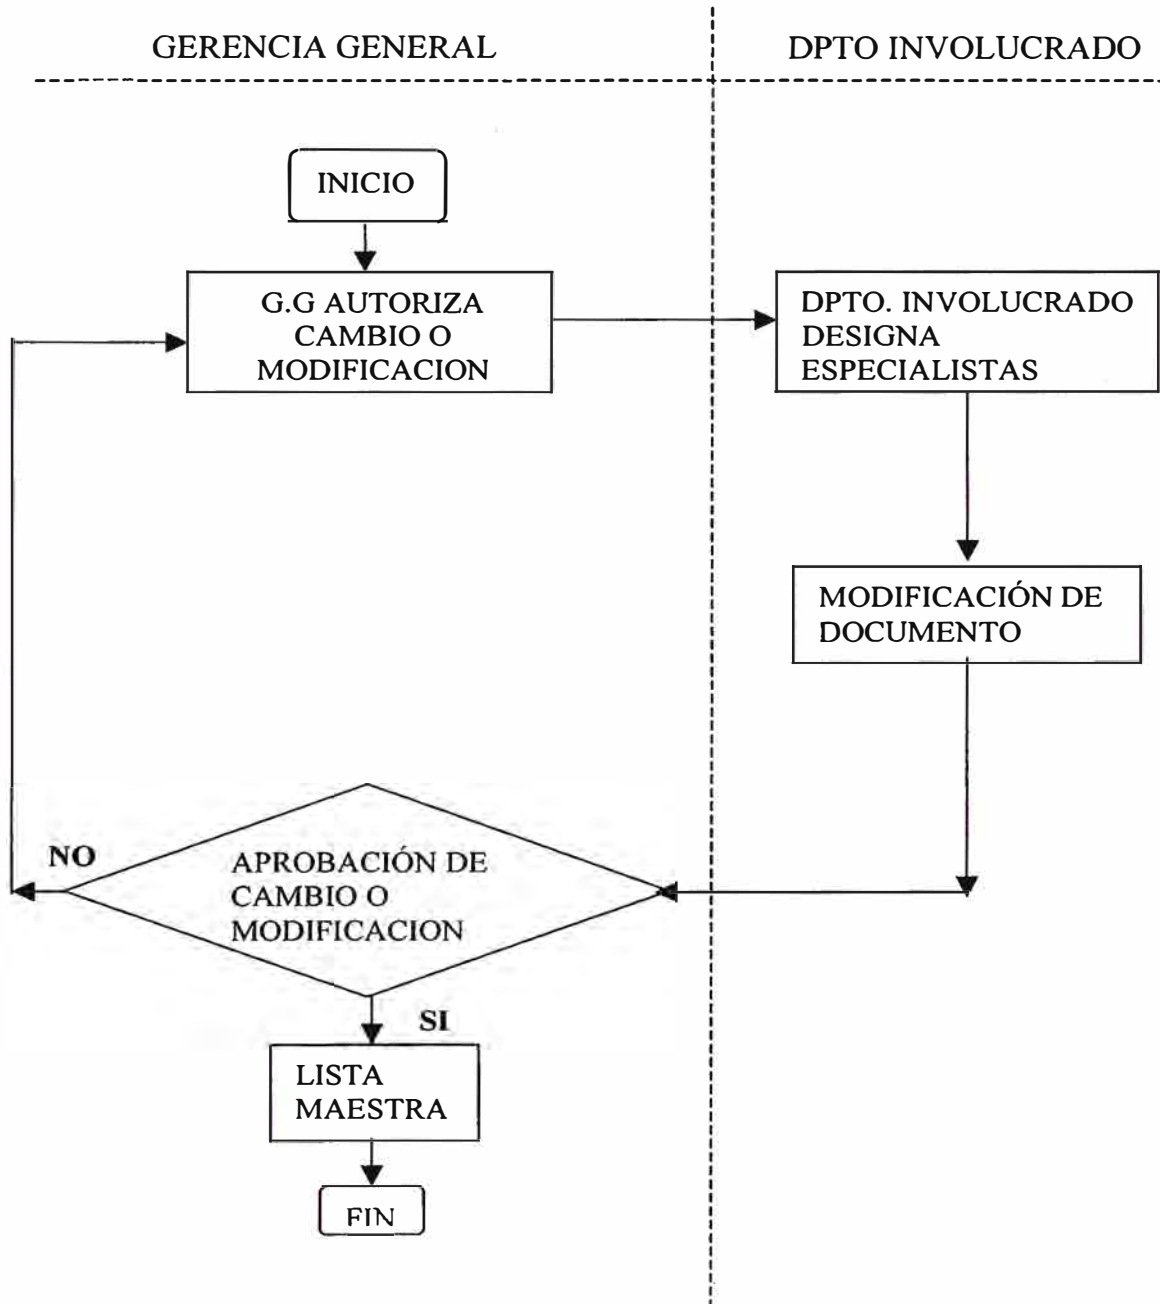 GERENCIA GENERAL
DPTO INVOLUCRADO
INICIO
G.G AUTORIZA
CAMBIO O
MODIFICACION
DPTO. INVOLUCRADO
DESIGNA
ESPECIALISTAS
MODIFICACIÓN DE
DOCUMENTO
NO
APROBACIÓN DE
CAMBIO O
MODIFICACION
SI
LISTA
MAESTRA
FIN